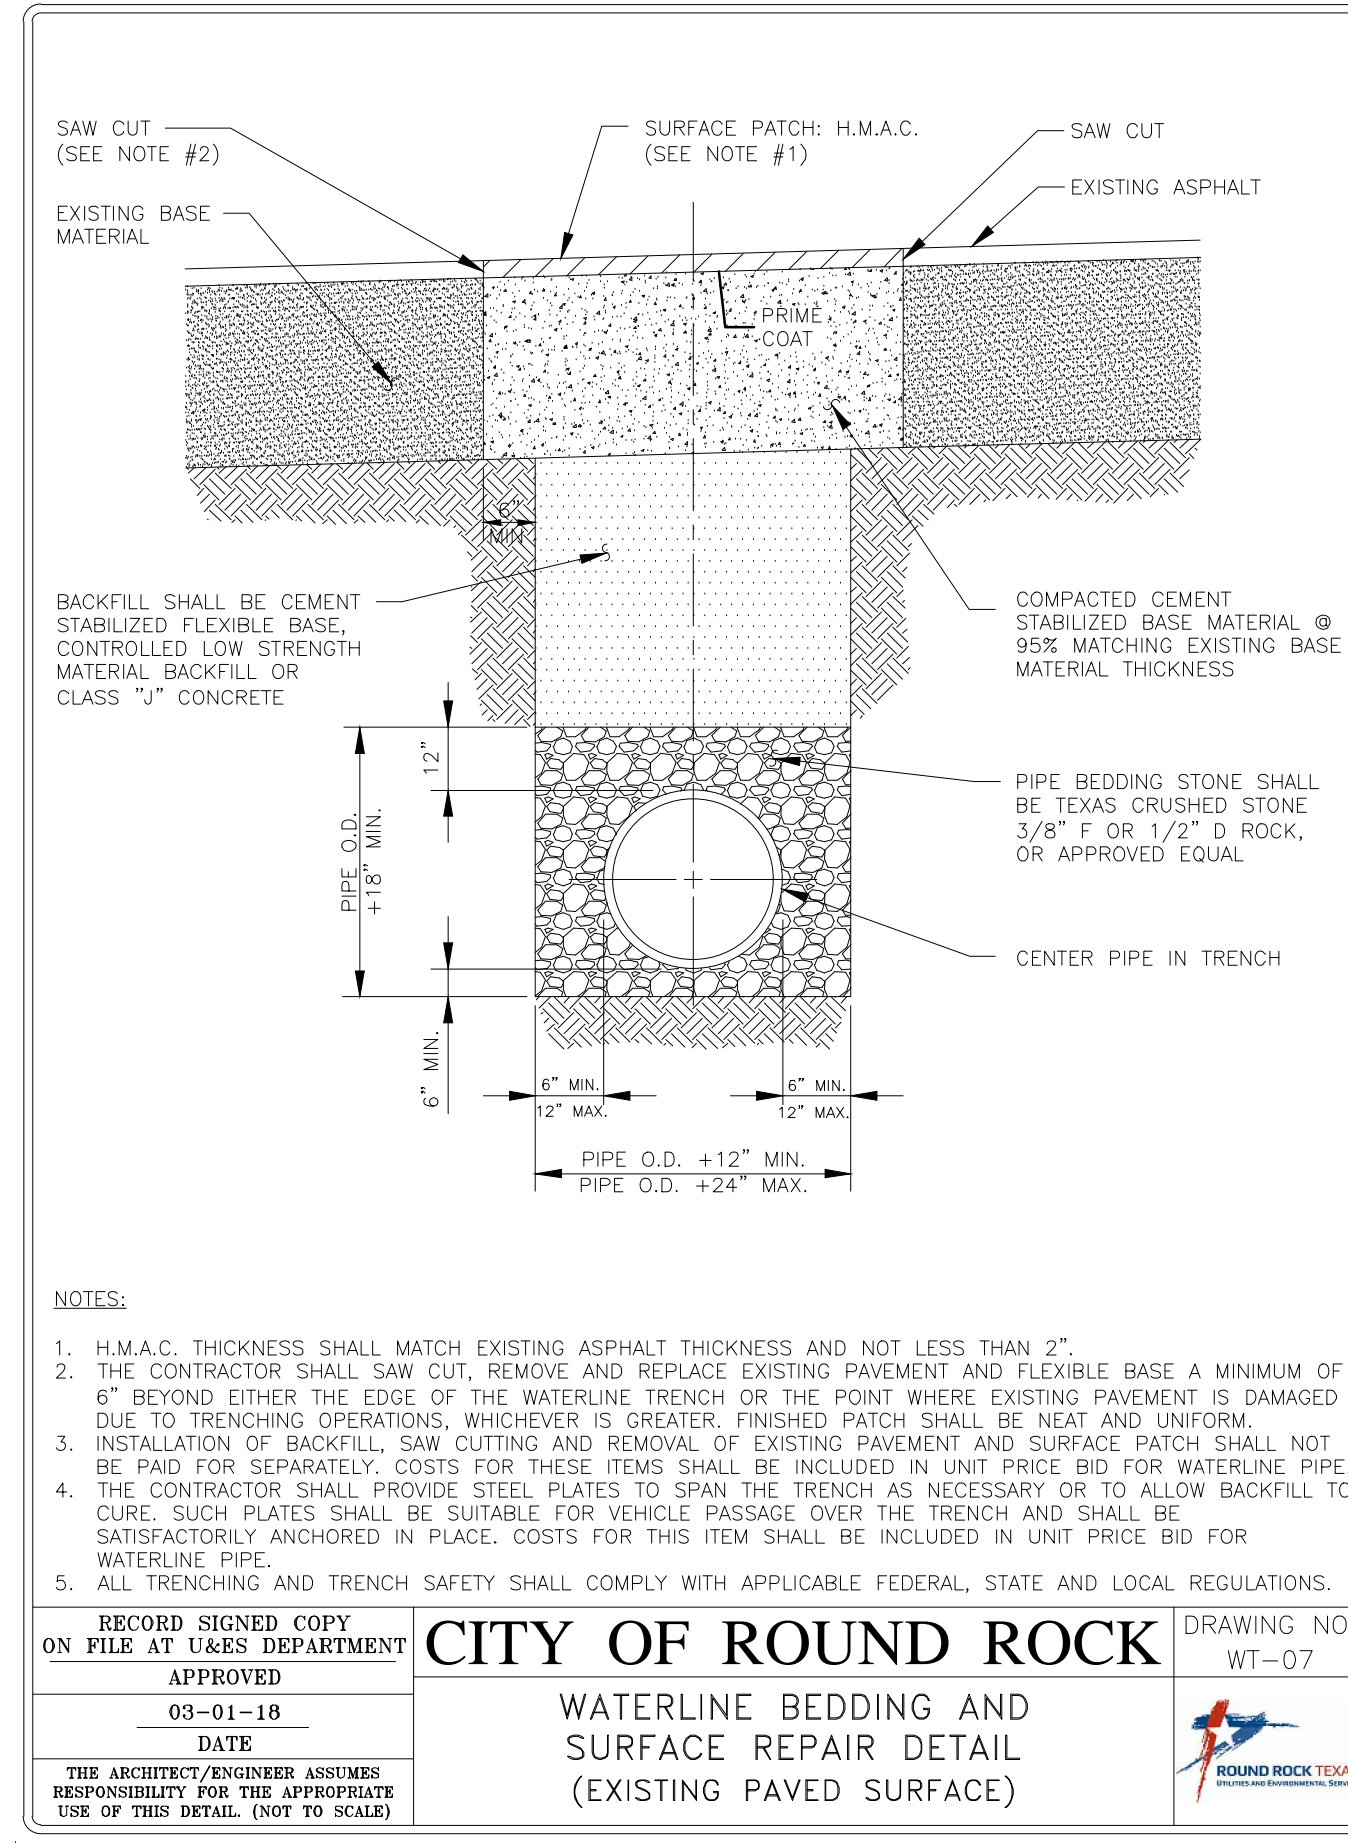 SAW CUT
(SEE NOTE #2)
SURFACE PATCH: H.M.A.C.
(SEE NOTE #1)
SAW CUT
EXISTING ASPHALT
EXISTING BASE
MATERIAL
PRIME
COAT
6"
MIN
BACKFILL SHALL BE CEMENT
STABILIZED FLEXIBLE BASE,
CONTROLLED LOW STRENGTH
MATERIAL BACKFILL OR
CLASS "J" CONCRETE
COMPACTED CEMENT
STABILIZED BASE MATERIAL @
95% MATCHING EXISTING BASE
MATERIAL THICKNESS
12"
PIPE O.D.
+18" MIN.
PIPE BEDDING STONE SHALL
BE TEXAS CRUSHED STONE
3/8" F OR 1/2" D ROCK,
OR APPROVED EQUAL
CENTER PIPE IN TRENCH
6" MIN.
6" MIN.
12" MAX.
6" MIN.
12" MAX.
PIPE O.D. +12" MIN.
PIPE O.D. +24" MAX.
NOTES:
1. H.M.A.C. THICKNESS SHALL MATCH EXISTING ASPHALT THICKNESS AND NOT LESS THAN 2".
2. THE CONTRACTOR SHALL SAW CUT, REMOVE AND REPLACE EXISTING PAVEMENT AND FLEXIBLE BASE A MINIMUM OF
6" BEYOND EITHER THE EDGE OF THE WATERLINE TRENCH OR THE POINT WHERE EXISTING PAVEMENT IS DAMAGED
DUE TO TRENCHING OPERATIONS, WHICHEVER IS GREATER. FINISHED PATCH SHALL BE NEAT AND UNIFORM.
3. INSTALLATION OF BACKFILL, SAW CUTTING AND REMOVAL OF EXISTING PAVEMENT AND SURFACE PATCH SHALL NOT
BE PAID FOR SEPARATELY. COSTS FOR THESE ITEMS SHALL BE INCLUDED IN UNIT PRICE BID FOR WATERLINE PIPE.
4. THE CONTRACTOR SHALL PROVIDE STEEL PLATES TO SPAN THE TRENCH AS NECESSARY OR TO ALLOW BACKFILL TO
CURE. SUCH PLATES SHALL BE SUITABLE FOR VEHICLE PASSAGE OVER THE TRENCH AND SHALL BE
SATISFACTORILY ANCHORED IN PLACE. COSTS FOR THIS ITEM SHALL BE INCLUDED IN UNIT PRICE BID FOR
WATERLINE PIPE.
5. ALL TRENCHING AND TRENCH SAFETY SHALL COMPLY WITH APPLICABLE FEDERAL, STATE AND LOCAL REGULATIONS.
RECORD SIGNED COPY
ON FILE AT U&ES DEPARTMENT
APPROVED
03-01-18
DATE
THE ARCHITECT/ENGINEER ASSUMES
RESPONSIBILITY FOR THE APPROPRIATE
USE OF THIS DETAIL. (NOT TO SCALE)
CITY OF ROUND ROCK
WATERLINE BEDDING AND
SURFACE REPAIR DETAIL
(EXISTING PAVED SURFACE)
DRAWING NO
WT-07
ROUND ROCK TEXA
UTILITIES AND ENVIRONMENTAL SERV